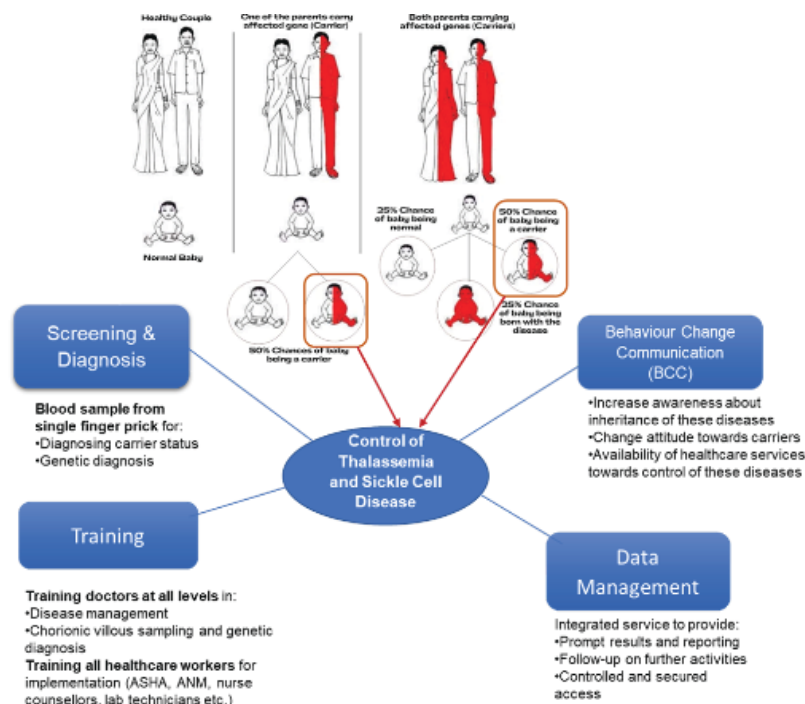 Healthy Couple
One of the parents carry
affected gene (Carrier)
Both parents carrying
affected genes (Carriers)
Normal Baby
50% Chances of baby
being a carrier
25% Chance
of baby being
normal
50% Chance
of baby being
a carrier
25% Chance
of baby being
born with the
disease
Screening &
Diagnosis
Blood sample from
single finger prick for:
•Diagnosing carrier status
•Genetic diagnosis
Behaviour Change
Communication
(BCC)
•Increase awareness about
inheritance of these diseases
•Change attitude towards carriers
•Availability of healthcare services
towards control of these diseases
Control of
Thalassemia
and Sickle Cell
Disease
Training
Training doctors at all levels in:
•Disease management
•Chorionic villous sampling and genetic
diagnosis
Training all healthcare workers for
implementation (ASHA, ANM, nurse
counsellors, lab technicians etc.)
Data
Management
Integrated service to provide:
•Prompt results and reporting
•Follow-up on further activities
•Controlled and secured
access